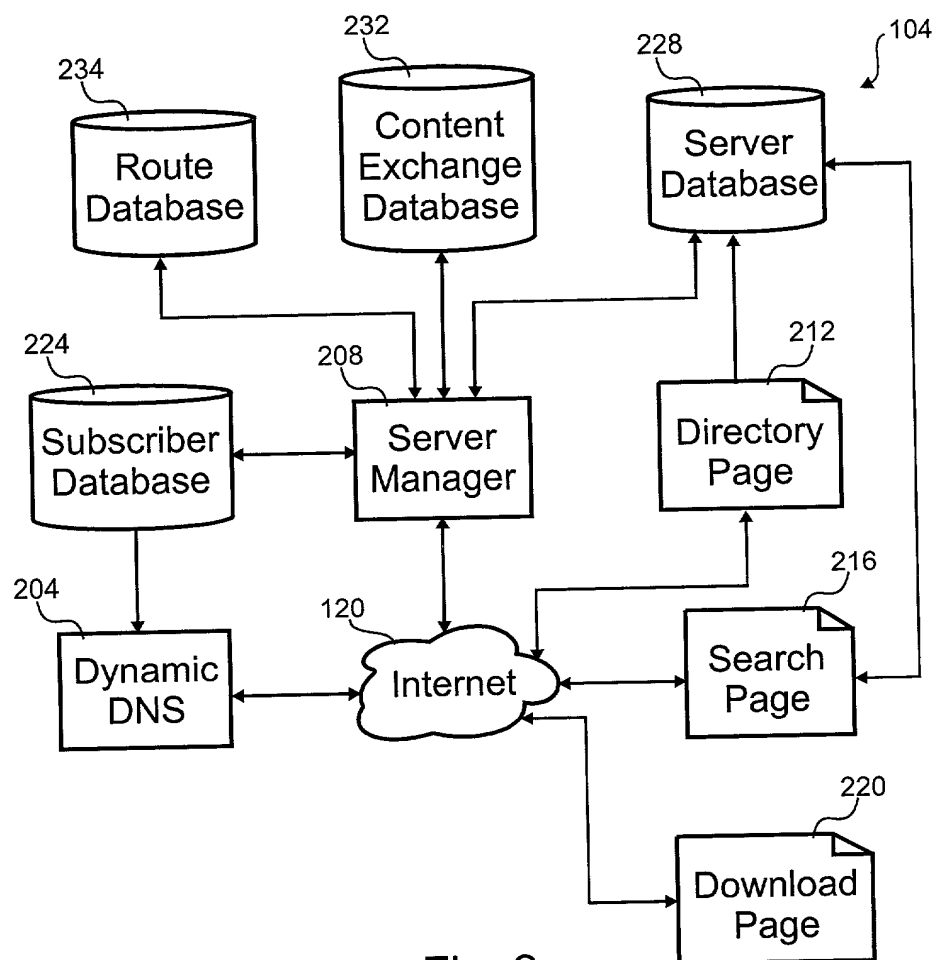 104
232
228
234
Content
Exchange
Database
Server
Database
Route
Database
212
224
208
Directory
Page
Subscriber
Database
Server
Manager
204
120
216
Dynamic
DNS
Internet
Search
Page
220
Download
Page